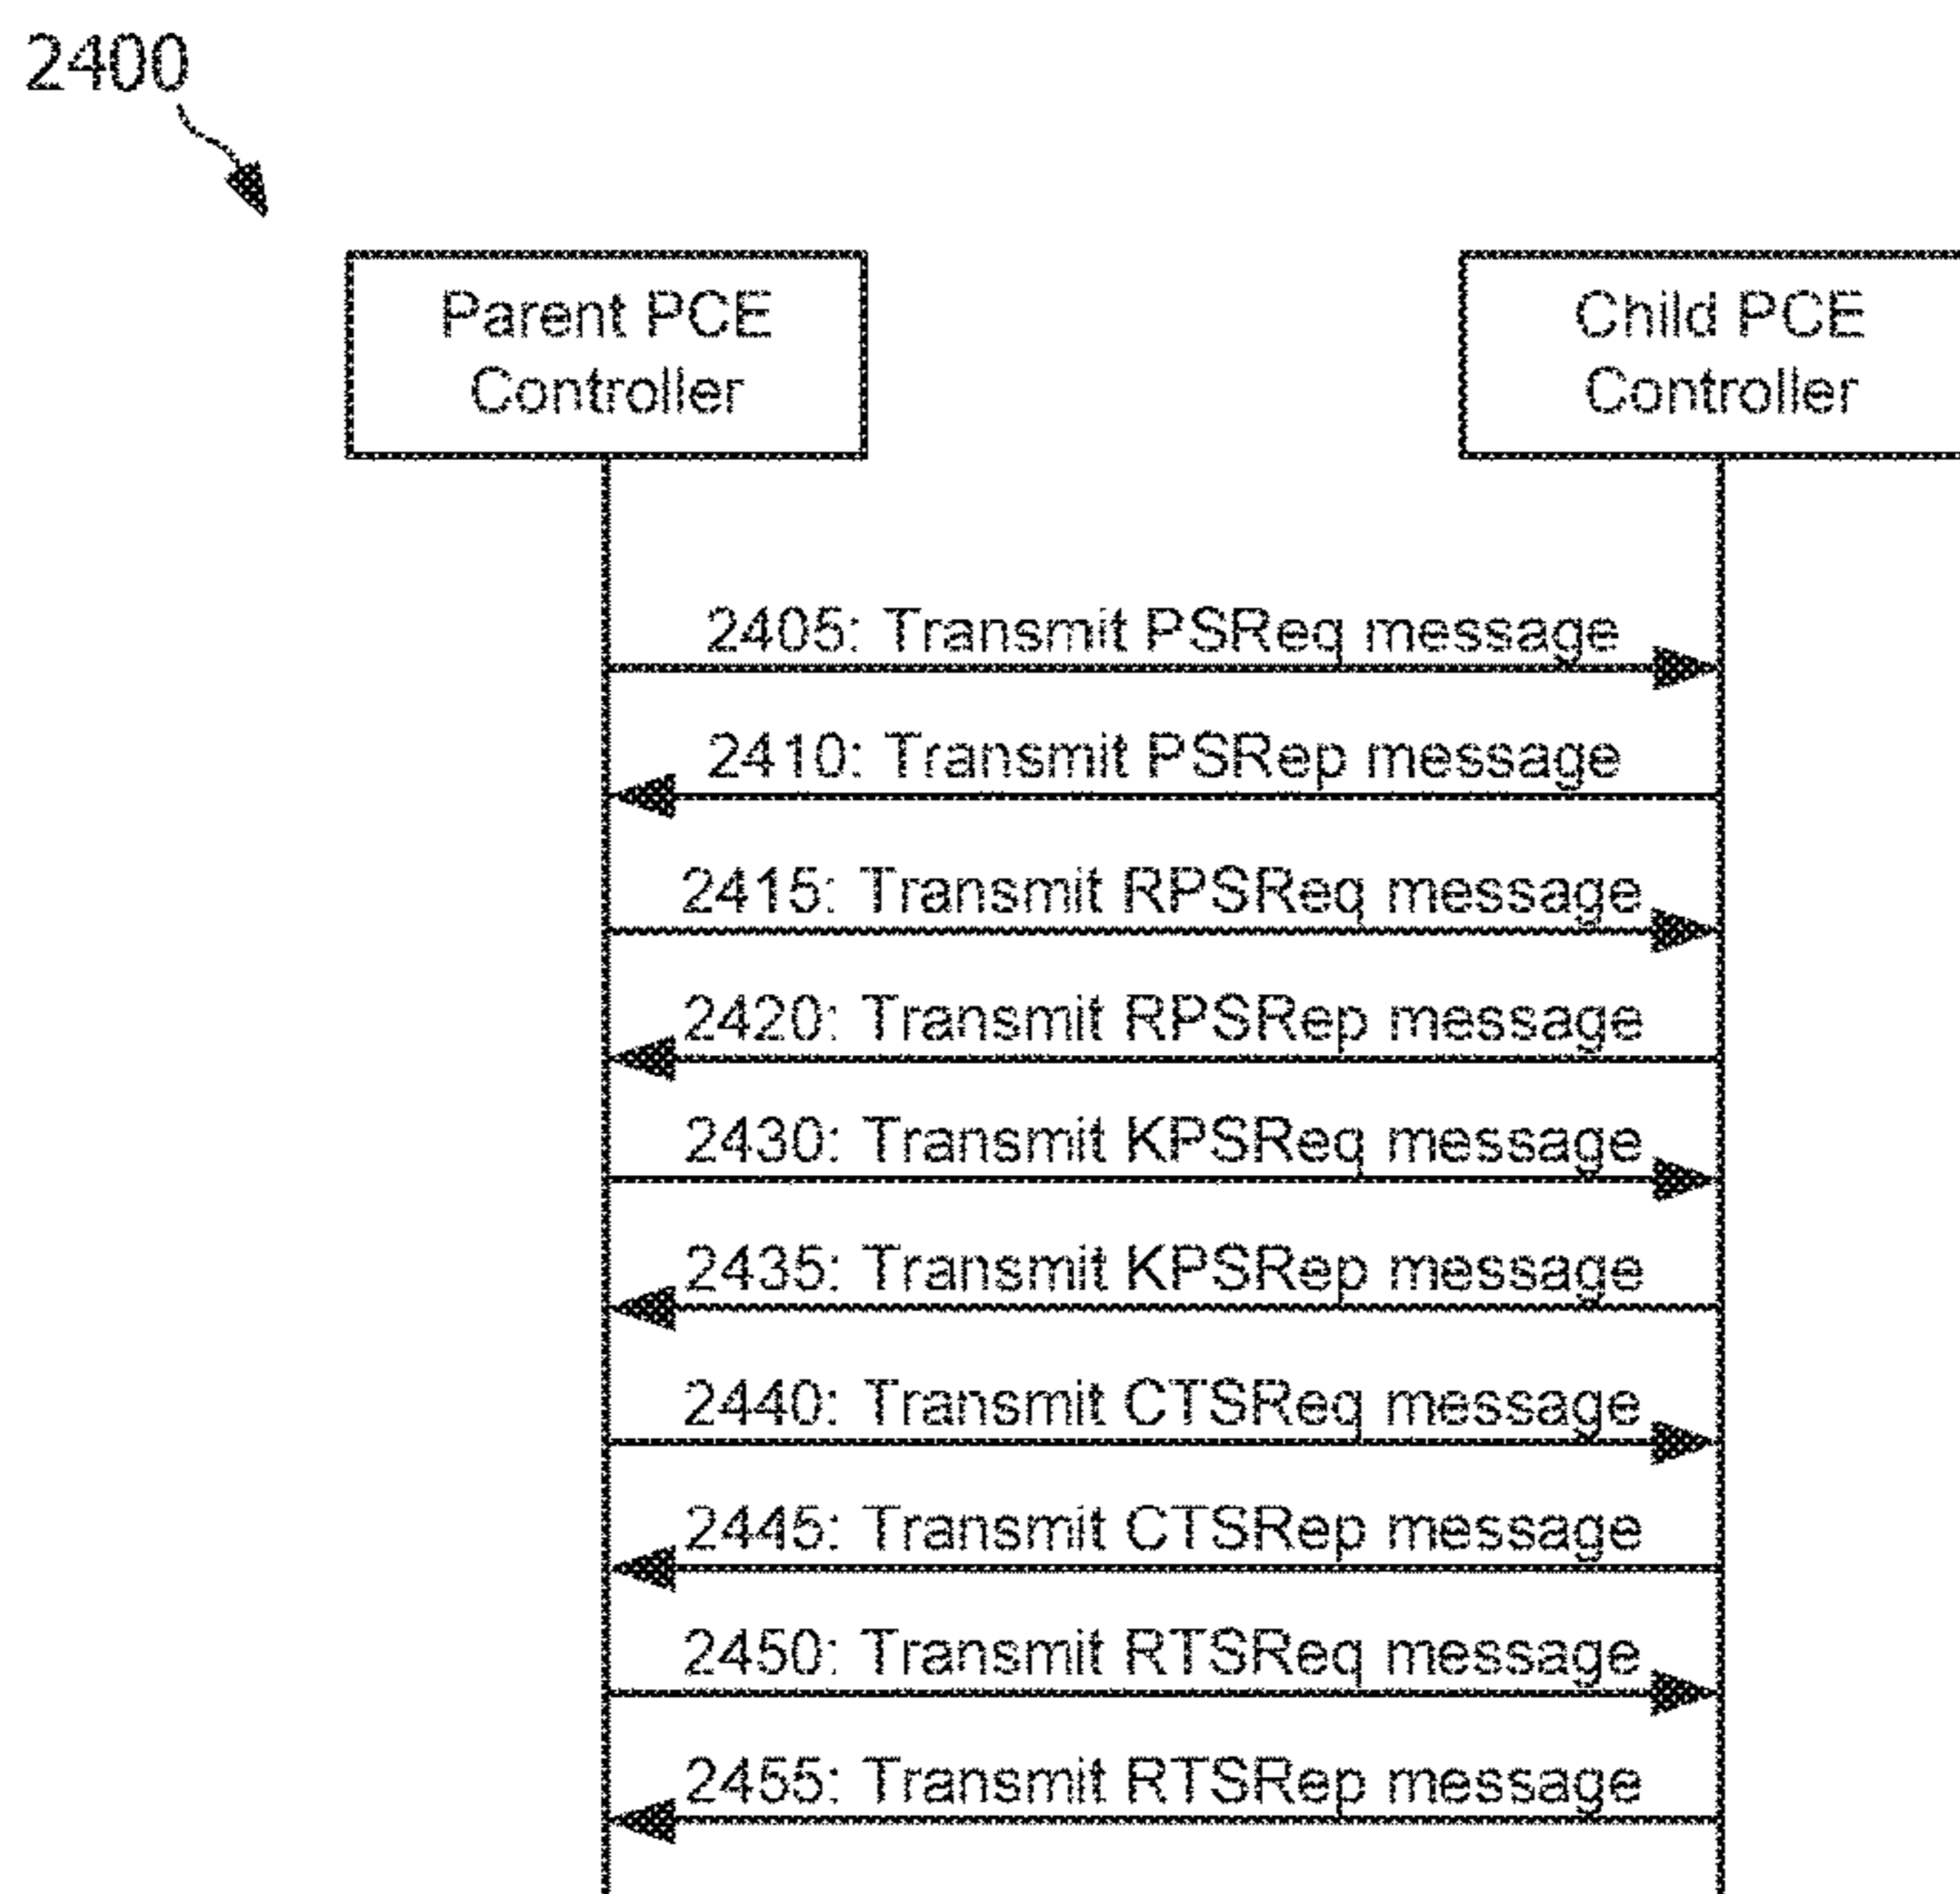 2400
Parent PCE
Controller
Child PCE
Controller
2405: Transmit PSReq message
2410: Transmit PSRep message
2415: Transmit RPSReq message
2420: Transmit RPSRep message
2430: Transmit KPSReq message
2435: Transmit KPSRep message
2440: Transmit CTSReq message
2445: Transmit CTSRep message
2450: Transmit RTSReq message
2455: Transmit RTSRep message